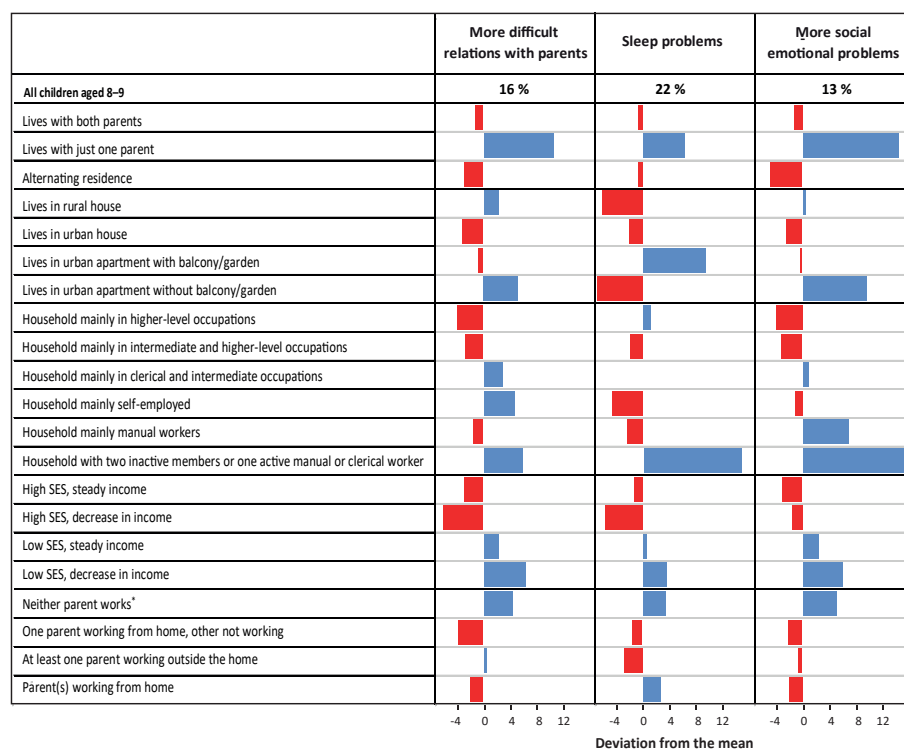 More difficult
relations with parents
Sleep problems
More social
emotional problems
All children aged 8–9
16 %
22 %
13 %
Lives with both parents
Lives with just one parent
Alternating residence
Lives in rural house
Lives in urban house
Lives in urban apartment with balcony/garden
Lives in urban apartment without balcony/garden
Household mainly in higher-level occupations
Household mainly in intermediate and higher-level occupations
Household mainly in clerical and intermediate occupations
Household mainly self-employed
Household mainly manual workers
Household with two inactive members or one active manual or clerical worker
High SES, steady income
High SES, decrease in income
Low SES, steady income
Low SES, decrease in income
Neither parent works*
One parent working from home, other not working
At least one parent working outside the home
Parent(s) working from home
-4 0 4 8 12 -4 0 4 8 12 -4 0 4 8 12
Deviation from the mean